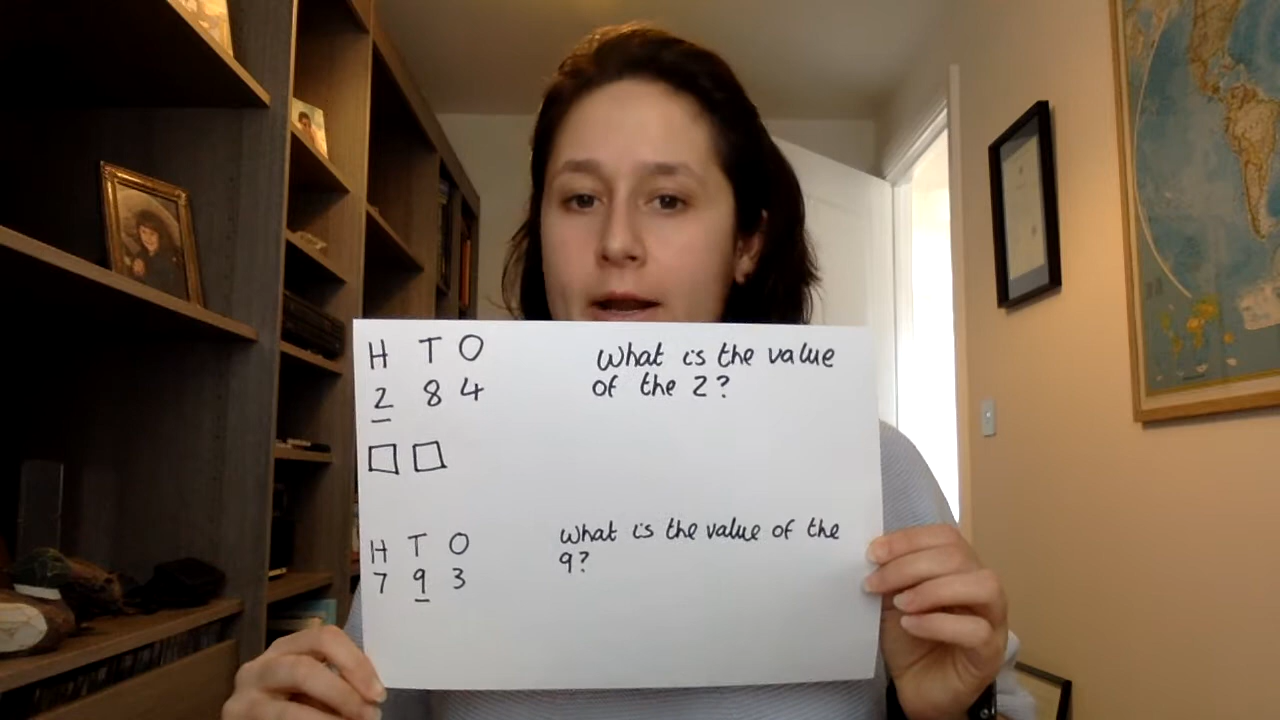 H T O
2 8 4
What is the value
of the 2?
H T O
7 9 3
What is the value of the
9?